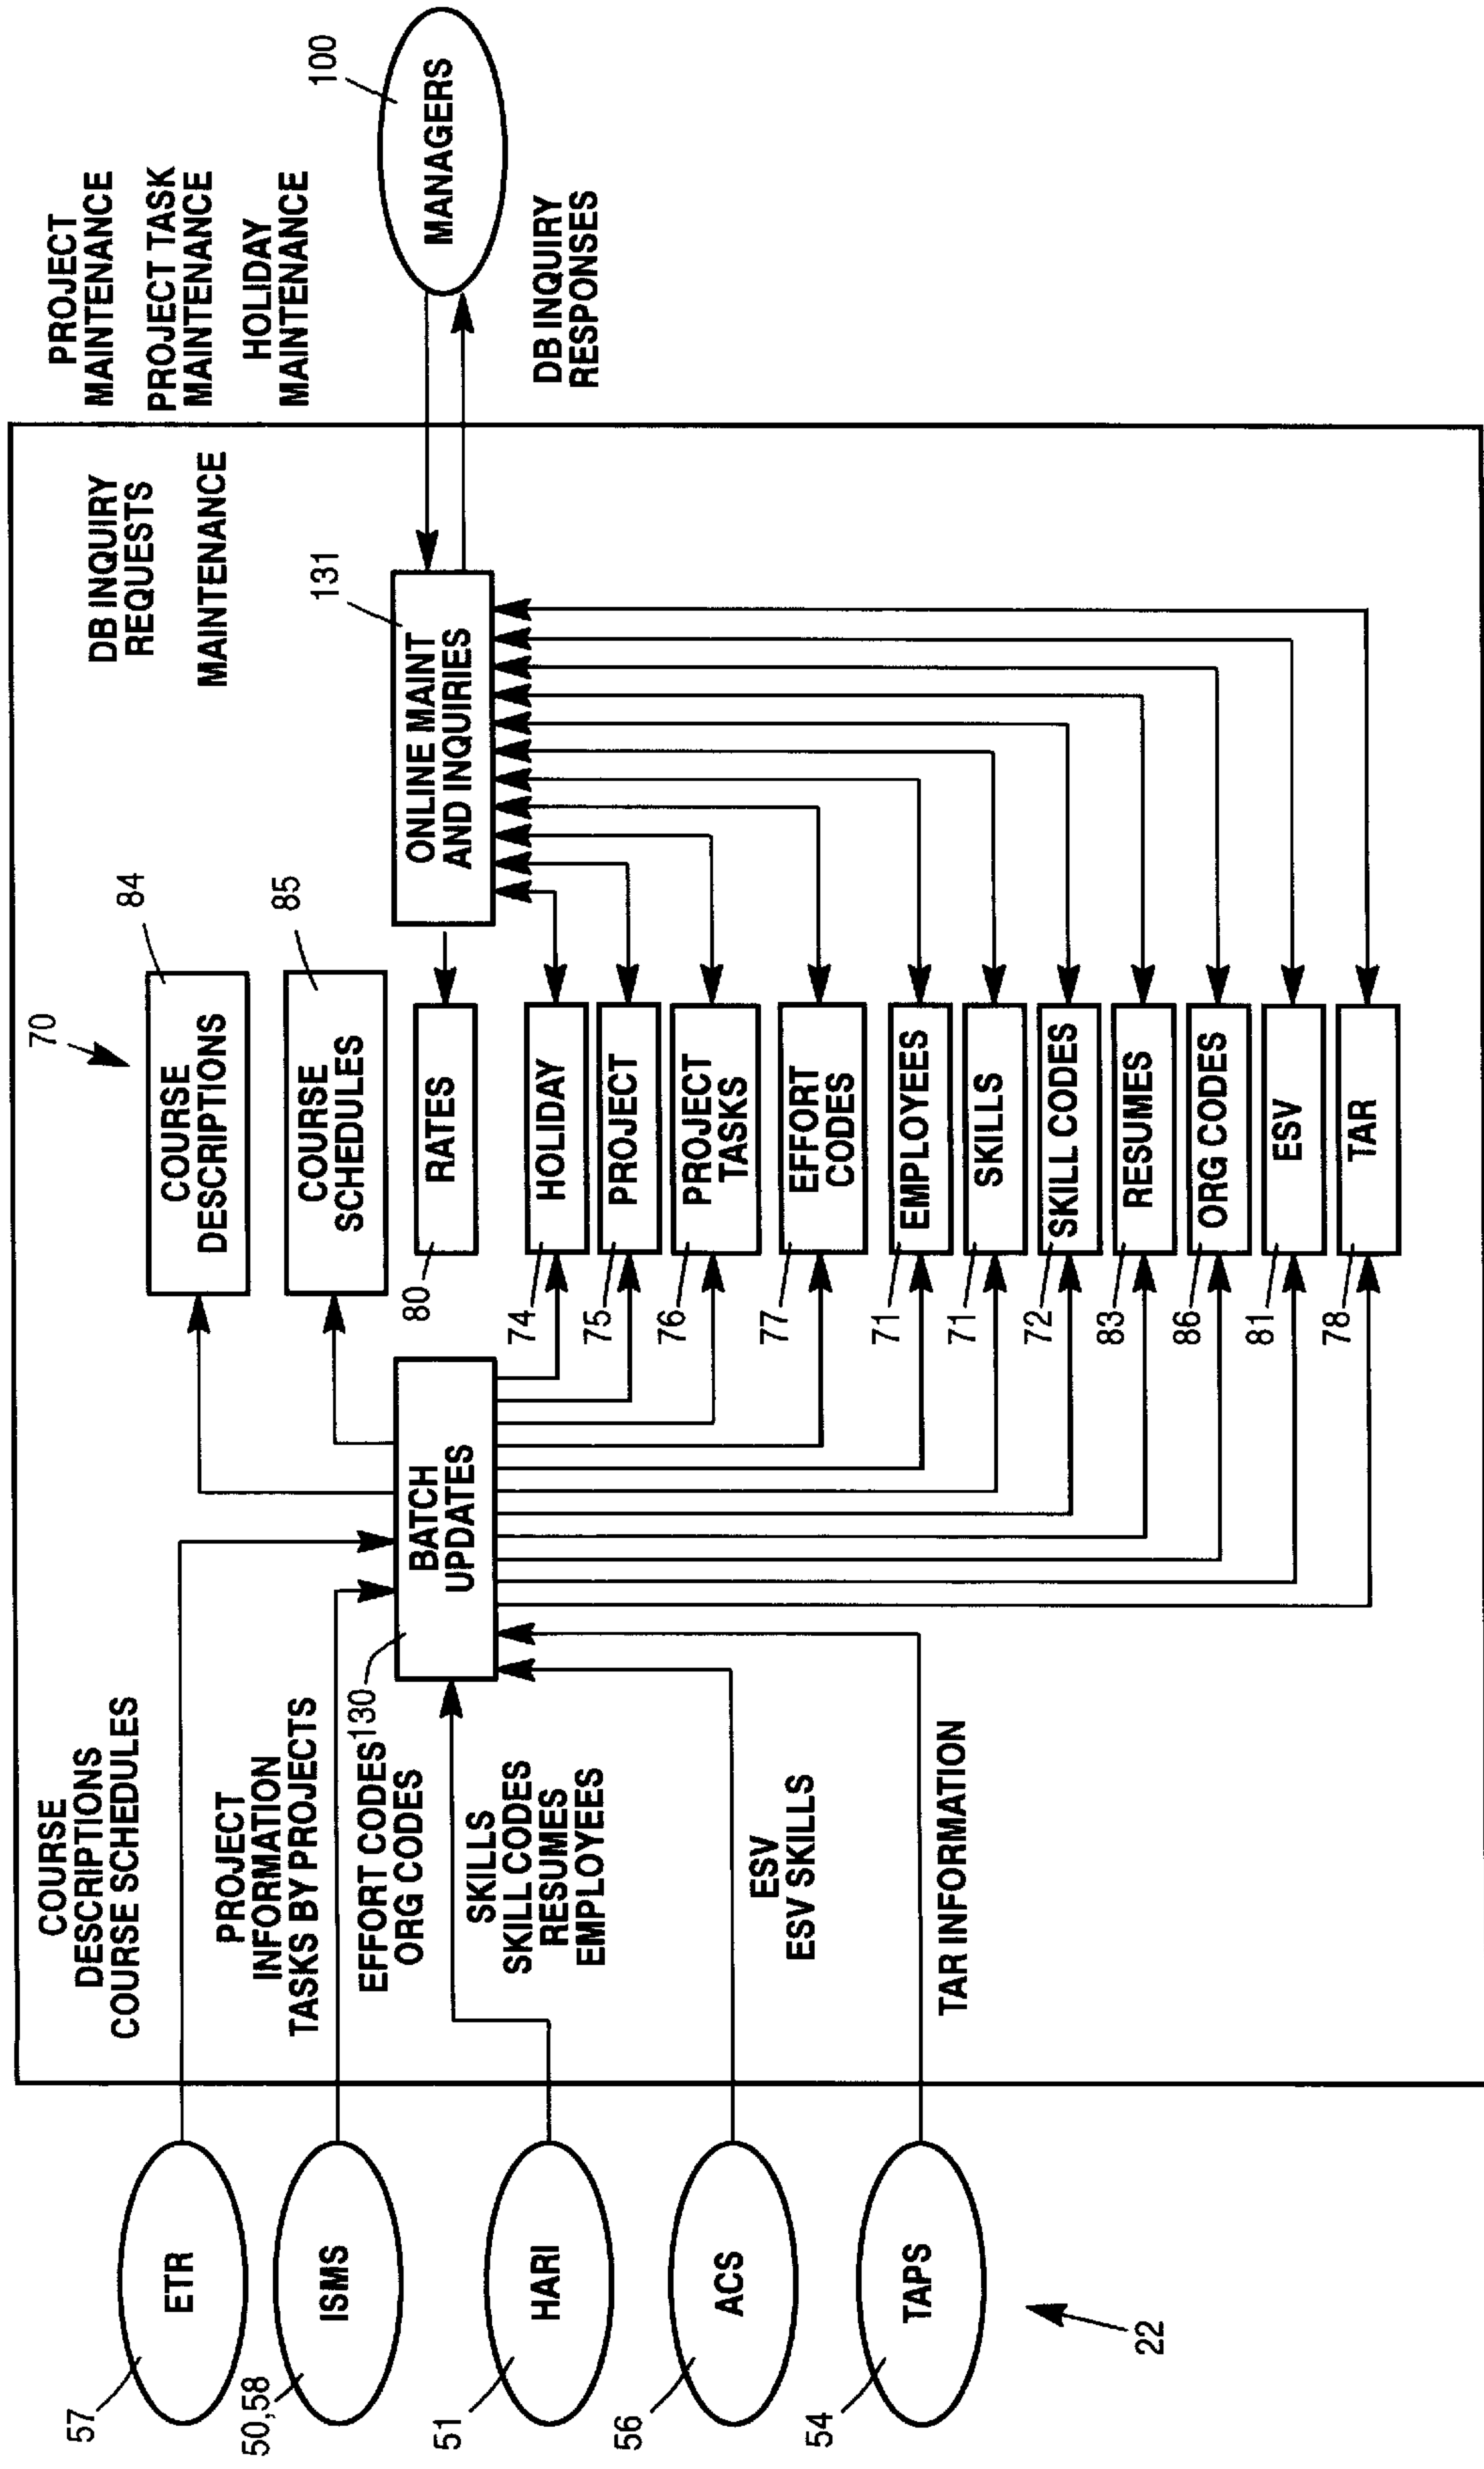 COURSE
DESCRIPTIONS
COURSE SCHEDULES
PROJECT
INFORMATION
TASKS BY PROJECTS
EFFORT CODES
ORG CODES
SKILLS
SKILL CODES
RESUMES
EMPLOYEES
ESV
ESV SKILLS
TAR INFORMATION
57
ETR
50,58
ISMS
51
HARI
56
ACS
54
TAPS
22
130
BATCH
UPDATES
70
84
COURSE
DESCRIPTIONS
85
COURSE
SCHEDULES
80
RATES
74
HOLIDAY
75
PROJECT
76
PROJECT
TASKS
77
EFFORT
CODES
71
EMPLOYEES
71
SKILLS
72
SKILL CODES
83
RESUMES
86
ORG CODES
81
ESV
78
TAR
131
ONLINE MAINT
AND INQUIRIES
DB INQUIRY
REQUESTS
MAINTENANCE
PROJECT
MAINTENANCE
PROJECT TASK
MAINTENANCE
HOLIDAY
MAINTENANCE
100
MANAGERS
DB INQUIRY
RESPONSES